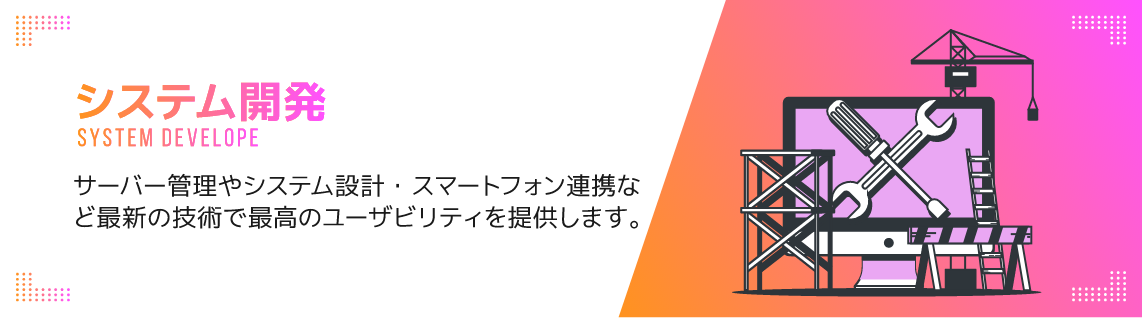 システム開発
SYSTEM DEVELOPE
サーバー管理やシステム設計・スマートフォン連携な
ど最新の技術で最高のユーザビリティを提供します。